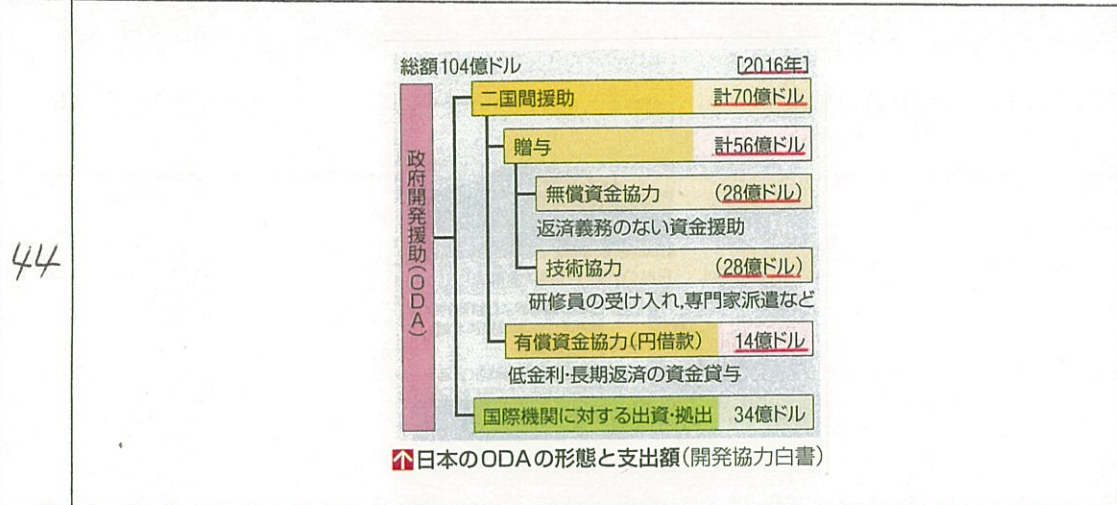 44
総額104億ドル [2016年]
政府開発援助(ODA)
二国間援助 計70億ドル
贈与 計56億ドル
無償資金協力 (28億ドル)
返済義務のない資金援助
技術協力 (28億ドル)
研修員の受け入れ,専門家派遣など
有償資金協力(円借款) 14億ドル
低金利・長期返済の資金貸与
国際機関に対する出資・拠出 34億ドル
↑日本のODAの形態と支出額(開発協力白書)